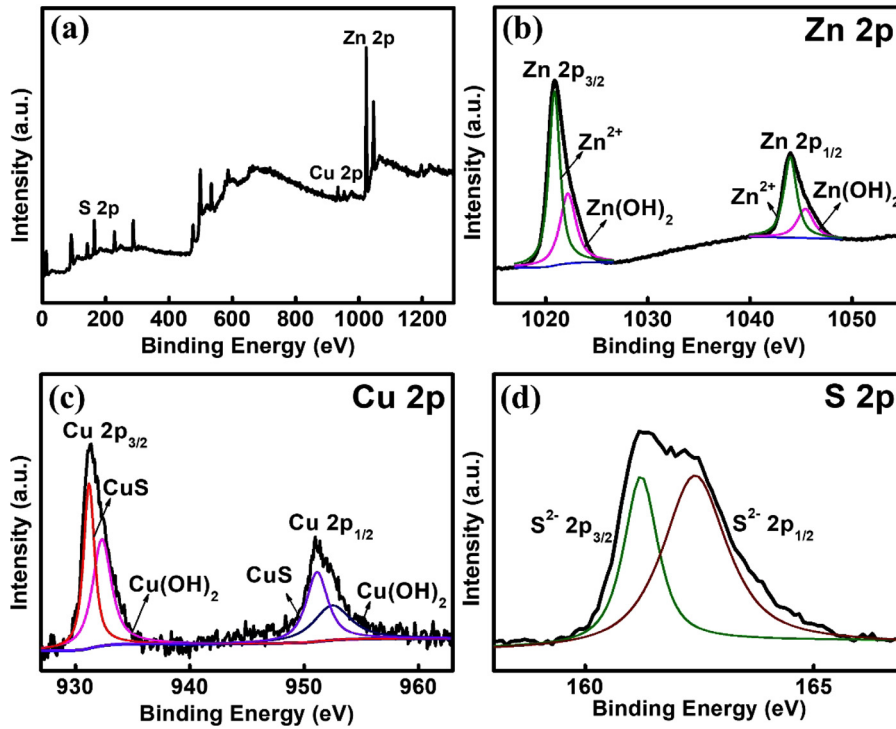 (a)
Zn 2p
Cu 2p
S 2p
Intensity (a.u.)
0 200 400 600 800 1000 1200
Binding Energy (eV)
(b)
Zn 2p
Zn 2p3/2
Zn2+
Zn(OH)2
Zn 2p1/2
Zn2+
Zn(OH)2
Intensity (a.u.)
1020 1030 1040 1050
Binding Energy (eV)
(c)
Cu 2p
Cu 2p3/2
CuS
Cu(OH)2
Cu 2p1/2
CuS
Cu(OH)2
Intensity (a.u.)
930 940 950 960
Binding Energy (eV)
(d)
S 2p
S2- 2p3/2
S2- 2p1/2
Intensity (a.u.)
160 165
Binding Energy (eV)